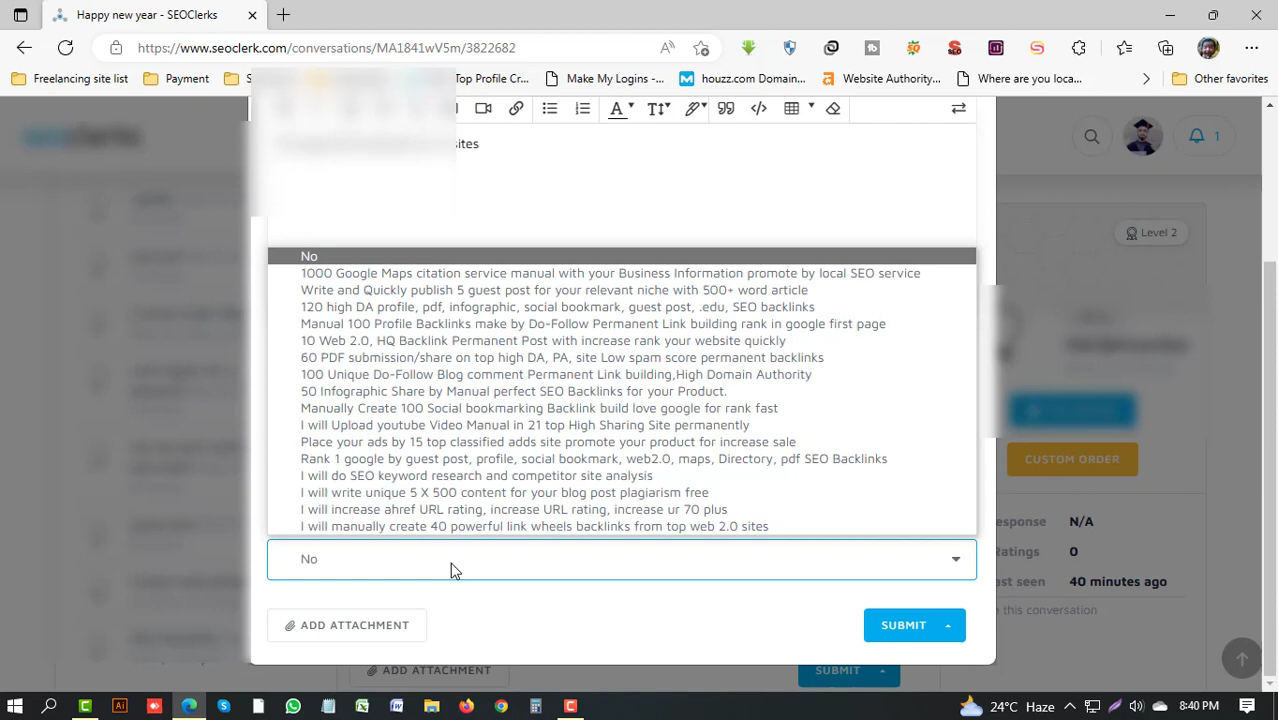 Happy new year - SEOClerks
https://www.seoclerk.com/conversations/MA1841wV5m/3822682
Freelancing site list
Payment
Top Profile Cr...
Make My Logins -...
houzz.com Domain...
Website Authority...
Where are you loca...
Other favorites
sites
1
Level 2
No
1000 Google Maps citation service manual with your Business Information promote by local SEO service
Write and Quickly publish 5 guest post for your relevant niche with 500+ word article
120 high DA profile, pdf, infographic, social bookmark, guest post, .edu, SEO backlinks
Manual 100 Profile Backlinks make by Do-Follow Permanent Link building rank in google first page
10 Web 2.0, HQ Backlink Permanent Post with increase rank your website quickly
60 PDF submission/share on top high DA, PA, site Low spam score permanent backlinks
100 Unique Do-Follow Blog comment Permanent Link building,High Domain Authority
50 Infographic Share by Manual perfect SEO Backlinks for your Product.
Manually Create 100 Social bookmarking Backlink build love google for rank fast
I will Upload youtube Video Manual in 21 top High Sharing Site permanently
Place your ads by 15 top classified adds site promote your product for increase sale
Rank 1 google by guest post, profile, social bookmark, web2.0, maps, Directory, pdf SEO Backlinks
I will do SEO keyword research and competitor site analysis
I will write unique 5 X 500 content for your blog post plagiarism free
I will increase ahref URL rating, increase URL rating, increase ur 70 plus
I will manually create 40 powerful link wheels backlinks from top web 2.0 sites
CUSTOM ORDER
esponse N/A
Ratings 0
een 40 minutes ago
this conversation
No
ADD ATTACHMENT
SUBMIT
ADD ATTACHMENT
SUBMIT
24°C Haze
8:40 PM